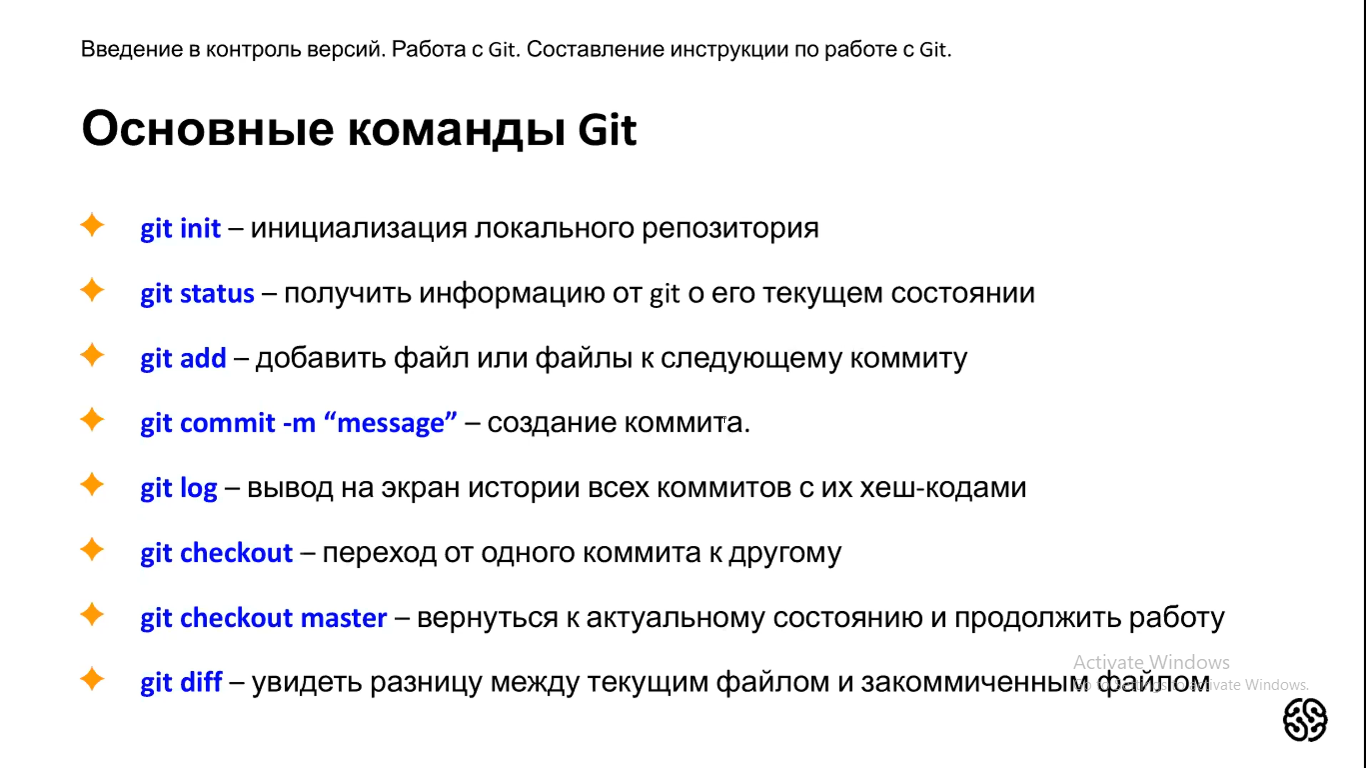 Введение в контроль версий. Работа с Git. Составление инструкции по работе с Git.
Основные команды Git
git init – инициализация локального репозитория
git status – получить информацию от git о его текущем состоянии
git add – добавить файл или файлы к следующему коммиту
git commit -m “message” – создание коммита.
git log – вывод на экран истории всех коммитов с их хеш-кодами
git checkout – переход от одного коммита к другому
git checkout master – вернуться к актуальному состоянию и продолжить работу
Activate Windows
git diff – увидеть разницу между текущим файлом и закоммиченным файлом
Go to Settings to activate Windows.